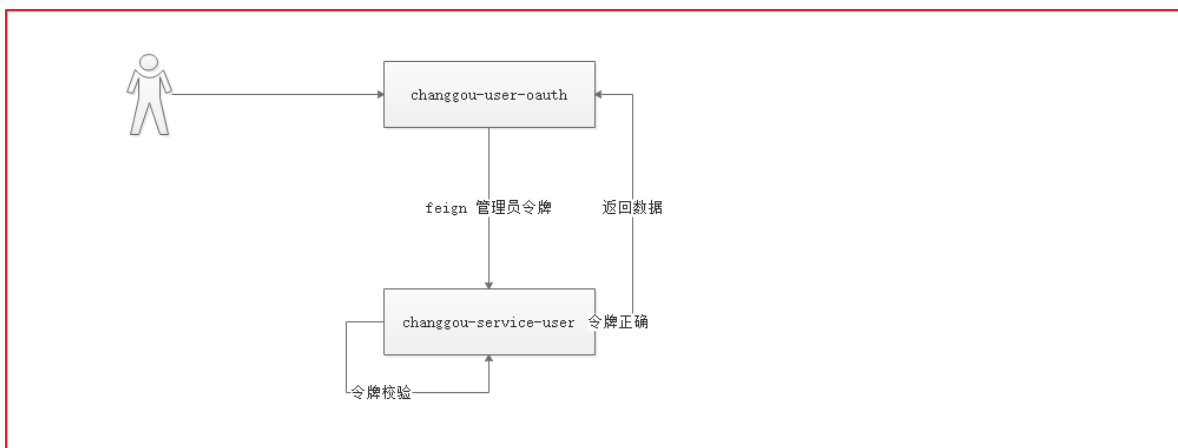 changgou-user-oauth
feign 管理员令牌
返回数据
changgou-service-user
令牌正确
令牌校验